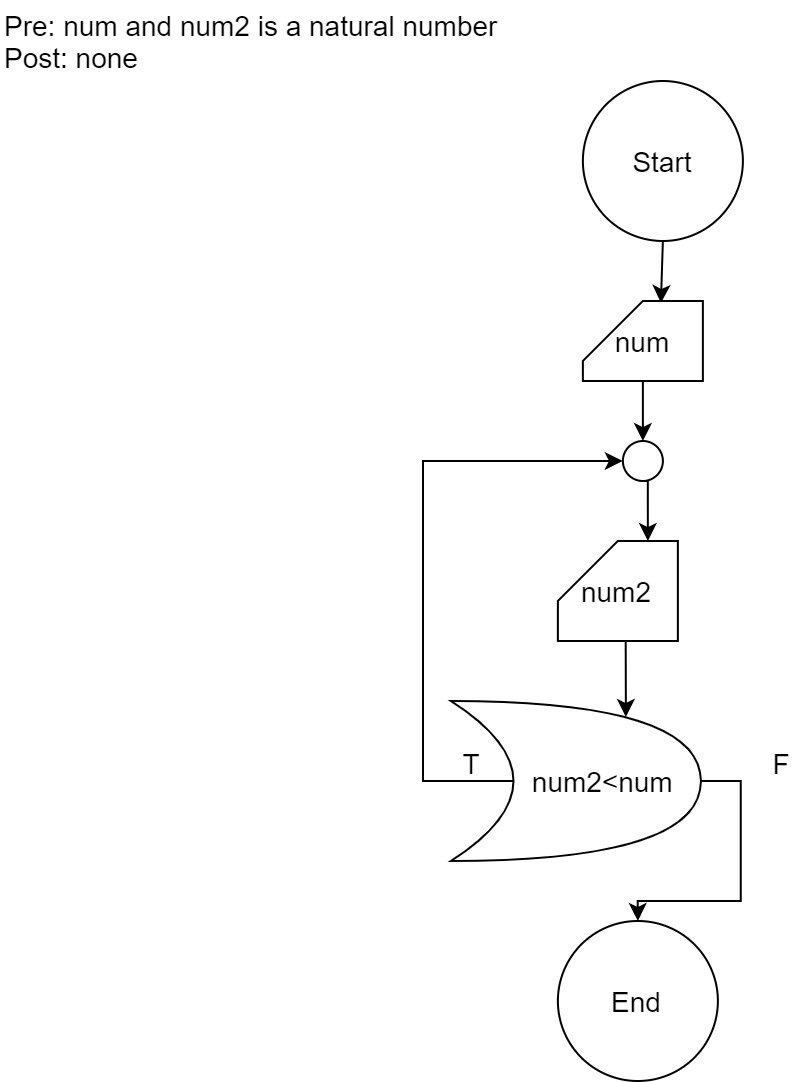 Pre: num and num2 is a natural number
Post: none
Start
num
num2
T
num2<num
F
End